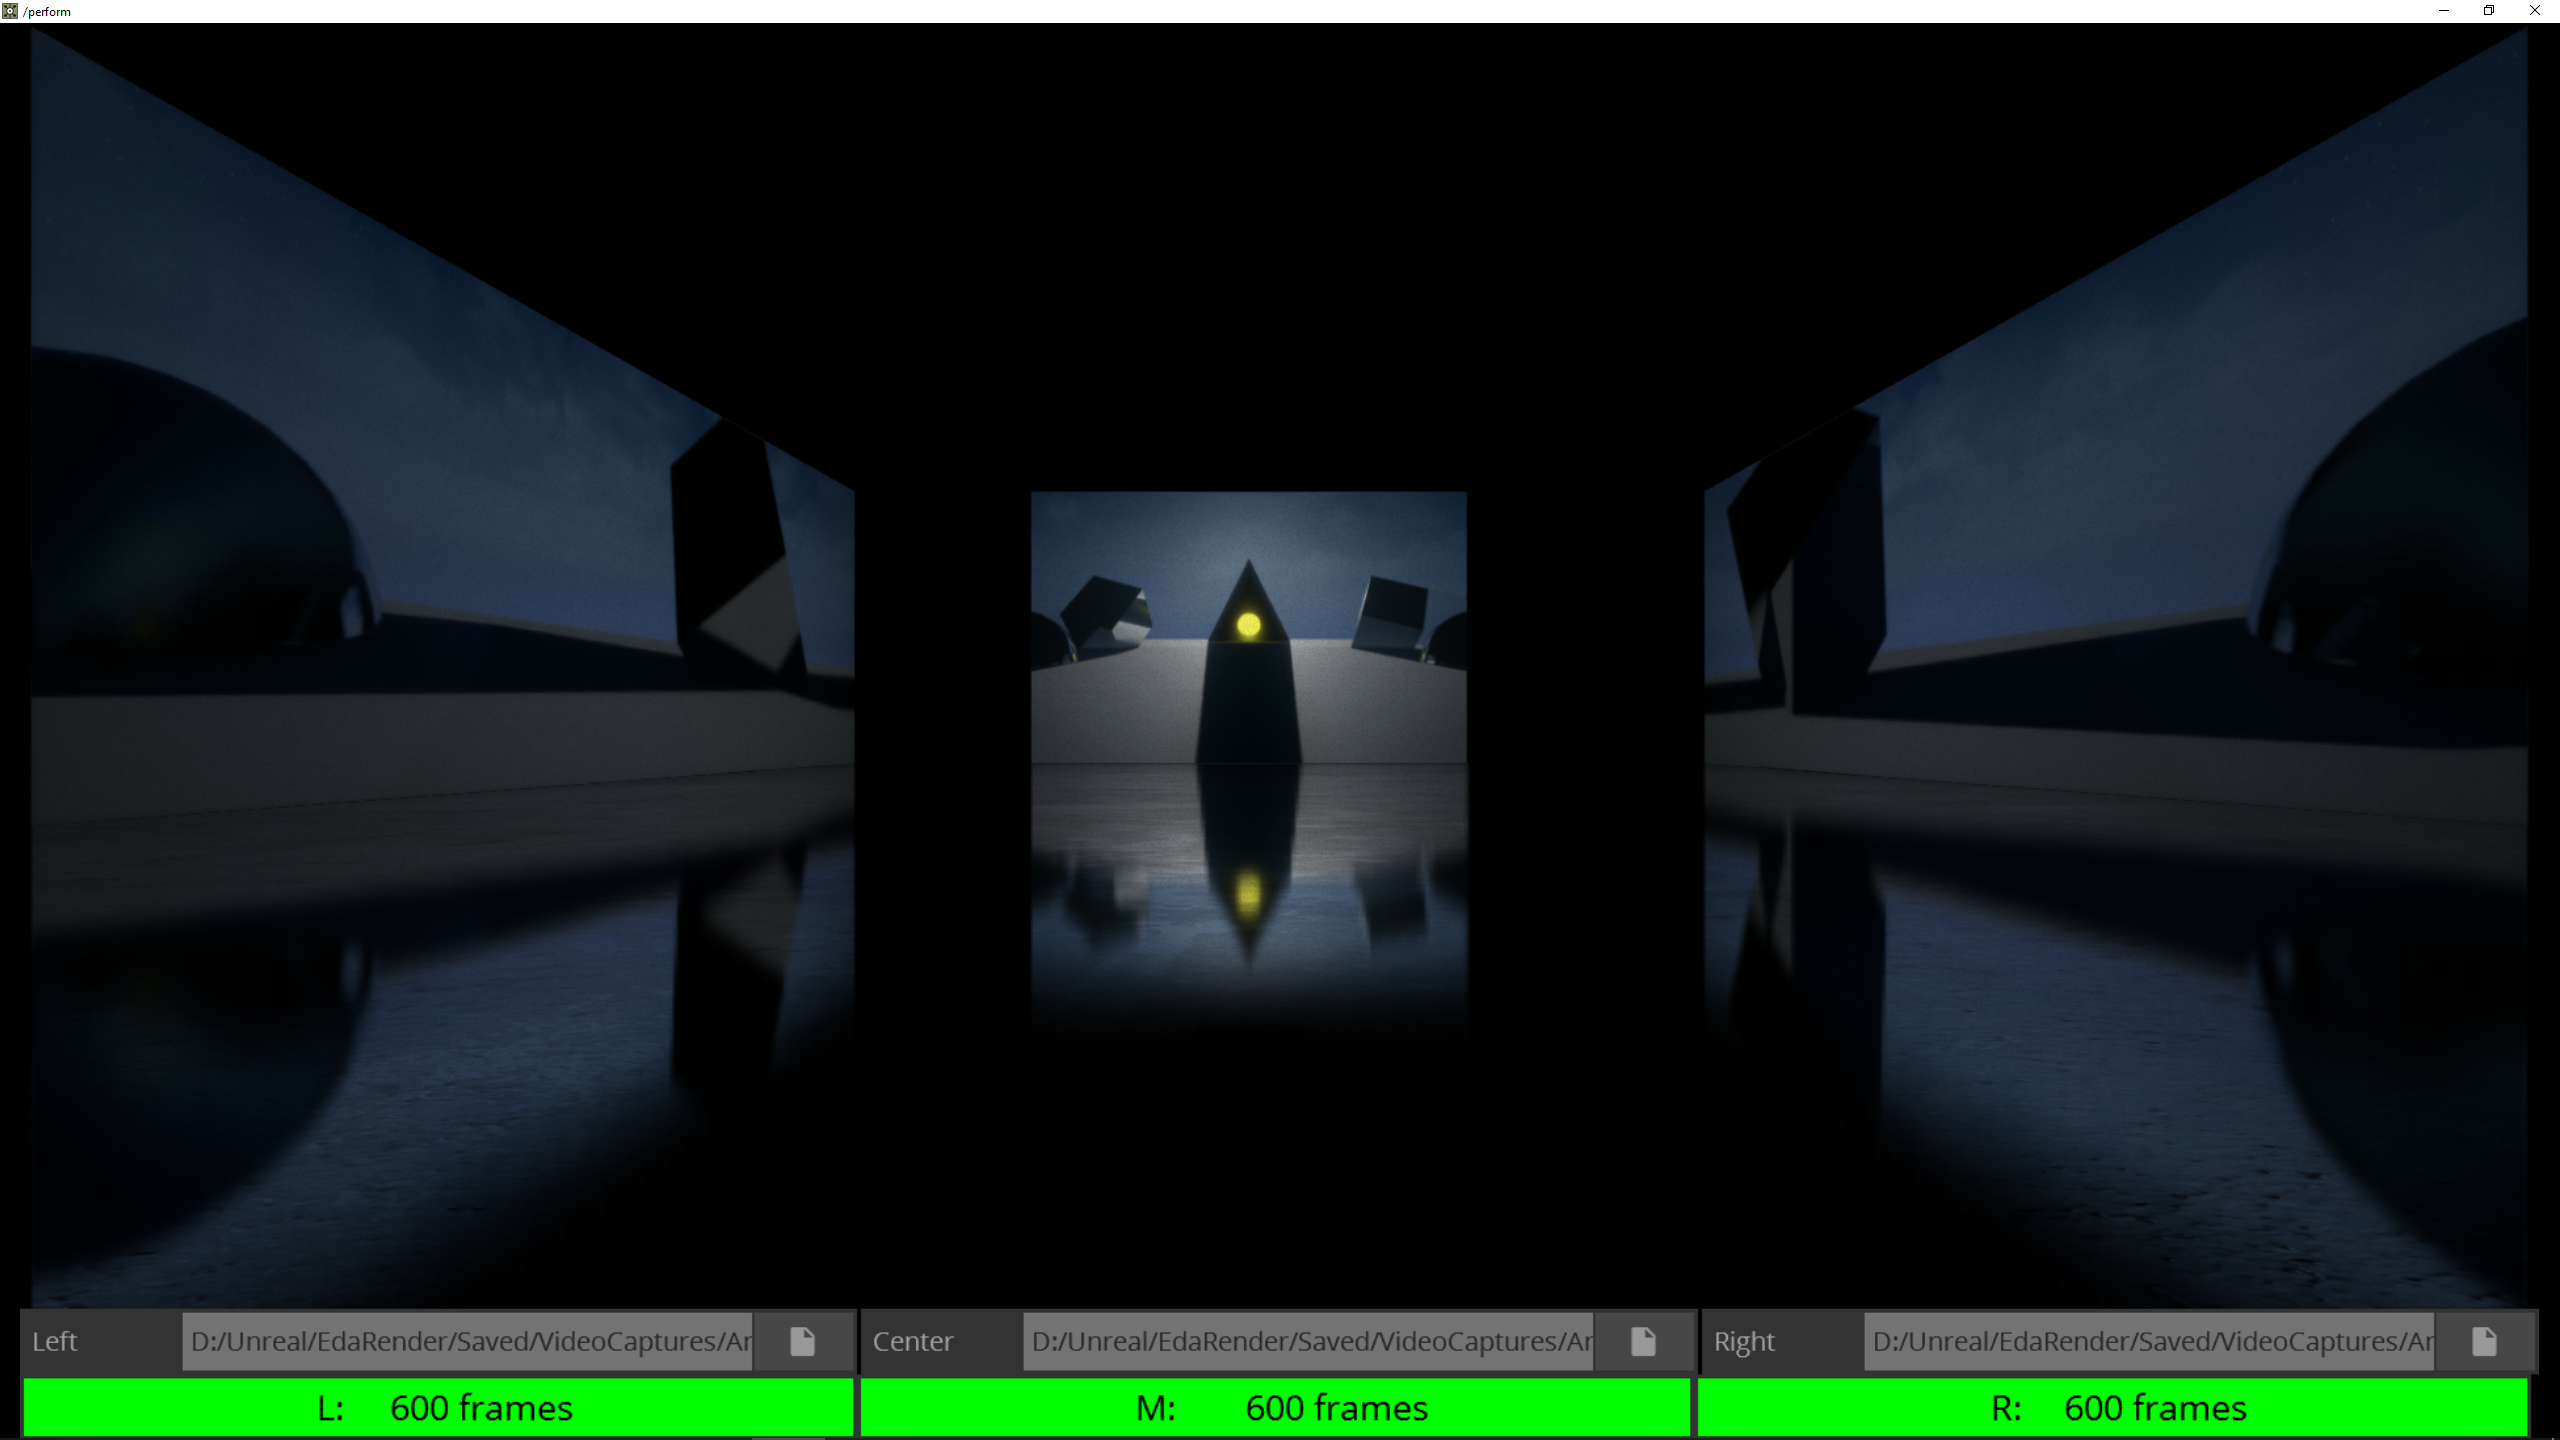 /perform
Left
D:/Unreal/EdaRender/Saved/VideoCaptures/Ar
Center
D:/Unreal/EdaRender/Saved/VideoCaptures/Ar
Right
D:/Unreal/EdaRender/Saved/VideoCaptures/Ar
L: 600 frames
M: 600 frames
R: 600 frames